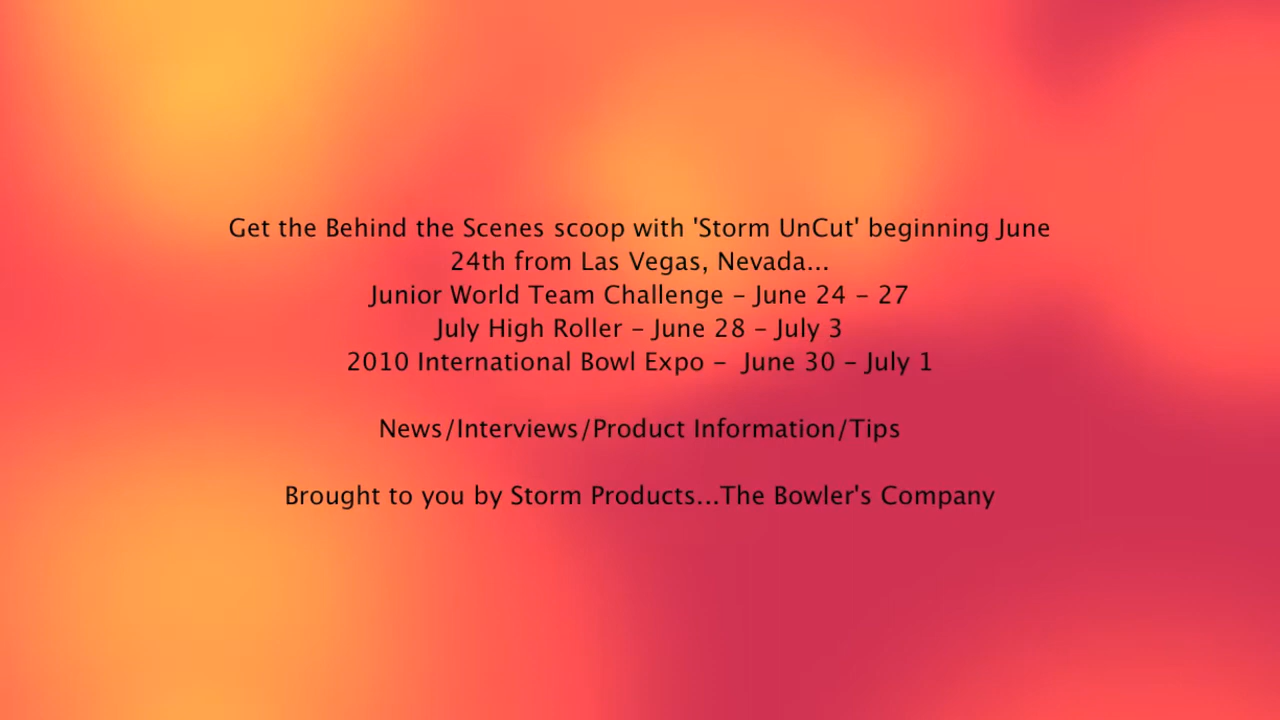 Get the Behind the Scenes scoop with 'Storm UnCut' beginning June
24th from Las Vegas, Nevada...
Junior World Team Challenge – June 24 – 27
July High Roller – June 28 – July 3
2010 International Bowl Expo –  June 30 – July 1
News/Interviews/Product Information/Tips
Brought to you by Storm Products...The Bowler's Company